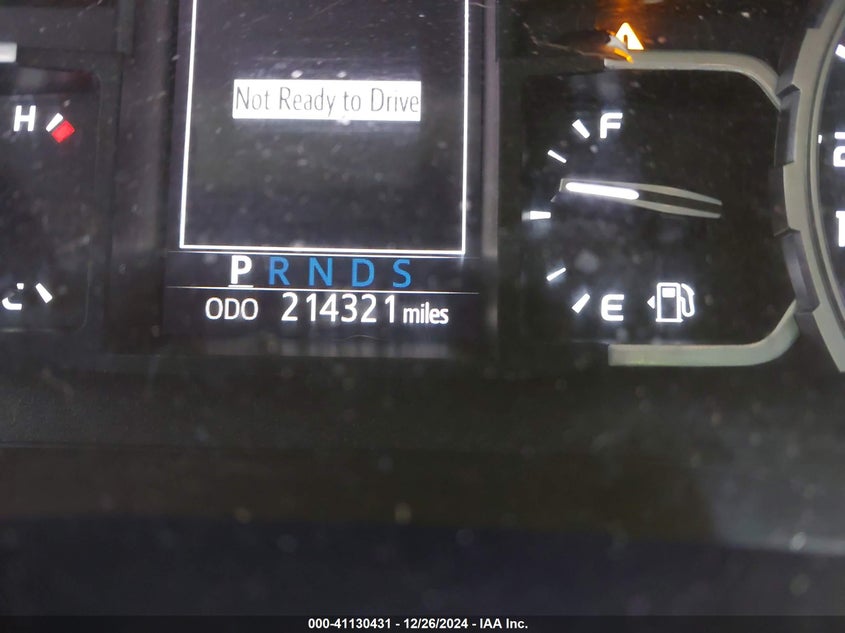 Not Ready to Drive
H
F
P R N D S
ODO 214321 miles
E
000-41130431 - 12/26/2024 - IAA Inc.